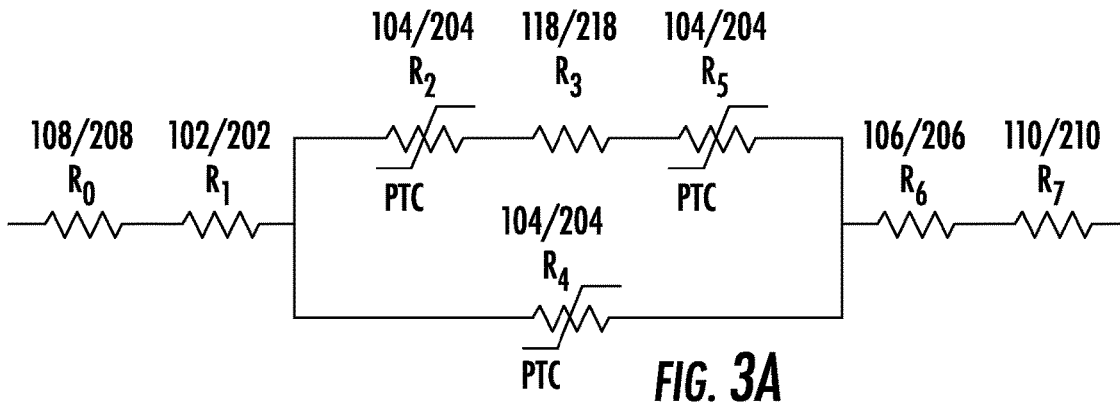 104/204 118/218 104/204
R2 R3 R5
108/208 102/202 106/206 110/210
R0 R1 PTC PTC R6 R7
104/204
R4
PTC
FIG. 3A